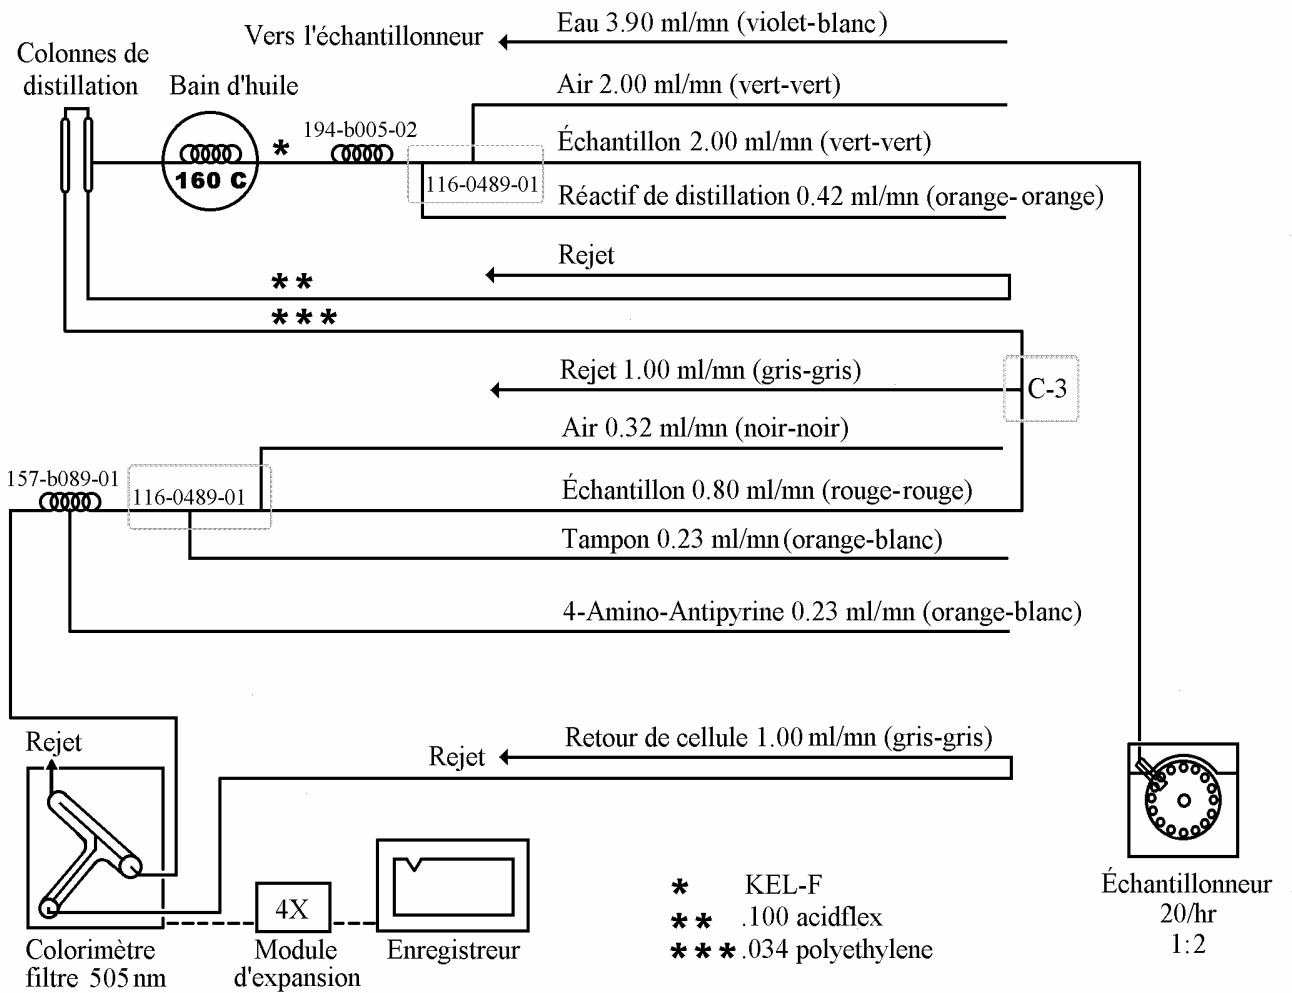 Eau 3.90 ml/mn (violet-blanc)
Vers l'échantillonneur
Colonnes de
distillation
Bain d'huile
Air 2.00 ml/mn (vert-vert)
194-b005-02
Échantillon 2.00 ml/mn (vert-vert)
160 C
116-0489-01
Réactif de distillation 0.42 ml/mn (orange-orange)
Rejet
**
***
*
Rejet 1.00 ml/mn (gris-gris)
C-3
Air 0.32 ml/mn (noir-noir)
157-b089-01
116-0489-01
Échantillon 0.80 ml/mn (rouge-rouge)
Tampon 0.23 ml/mn (orange-blanc)
4-Amino-Antipyrine 0.23 ml/mn (orange-blanc)
Retour de cellule 1.00 ml/mn (gris-gris)
Rejet
Rejet
4X
Colorimètre
filtre 505 nm
Module
d'expansion
Enregistreur
* KEL-F
** .100 acidflex
*** .034 polyethylene
Échantillonneur
20/hr
1:2